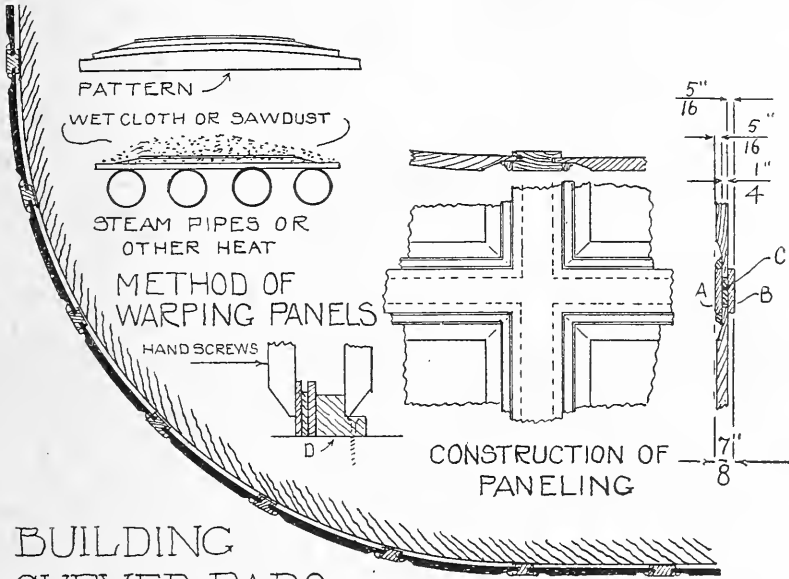 PATTERN
WET CLOTH OR SAWDUST
STEAM PIPES OR
OTHER HEAT
METHOD OF
WARPING PANELS
HAND SCREWS
D
5"
16
5"
16
1"
4
C
A
B
7"
8
CONSTRUCTION OF
PANELING
BUILDING